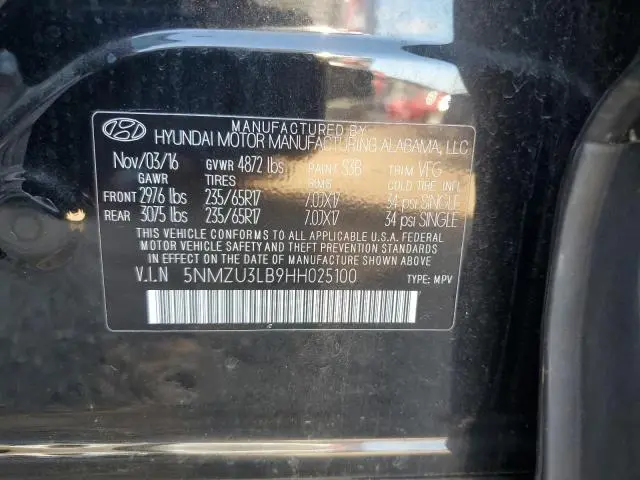 MANUFACTURED BY
HYUNDAI MOTOR MANUFACTURING ALABAMA, LLC
Nov/03/16 GVWR 4872 lbs PAINT S3B TRIM VFG
GAWR TIRES RIMS COLD TIRE INFL
FRONT 2976 lbs 235/65R17 7.0JX17 34 psi SINGLE
REAR 3075 lbs 235/65R17 7.0JX17 34 psi SINGLE
THIS VEHICLE CONFORMS TO ALL APPLICABLE U.S.A. FEDERAL
MOTOR VEHICLE SAFETY AND THEFT PREVENTION STANDARDS
IN EFFECT ON THE DATE OF MANUFACTURE SHOWN ABOVE
V.I.N 5NMZU3LB9HH025100 TYPE: MPV